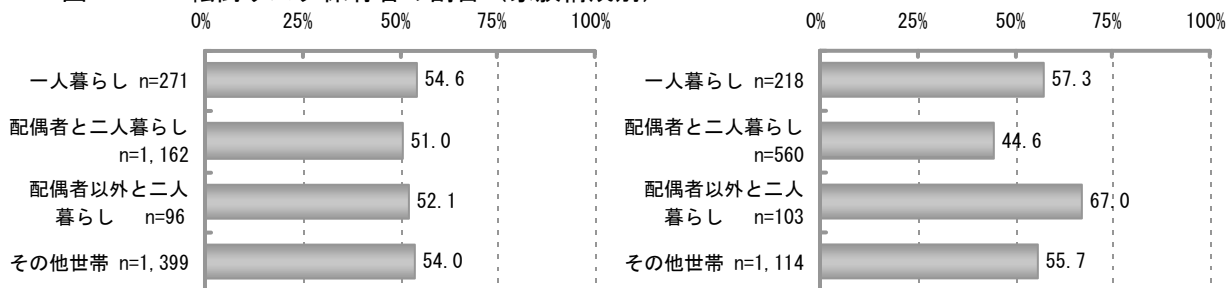 0% 25% 50% 75% 100%
一人暮らし n=271 54.6
配偶者と二人暮らし
n=1,162 51.0
配偶者以外と二人
暮らし n=96 52.1
その他世帯 n=1,399 54.0
0% 25% 50% 75% 100%
一人暮らし n=218 57.3
配偶者と二人暮らし
n=560 44.6
配偶者以外と二人
暮らし n=103 67.0
その他世帯 n=1,114 55.7